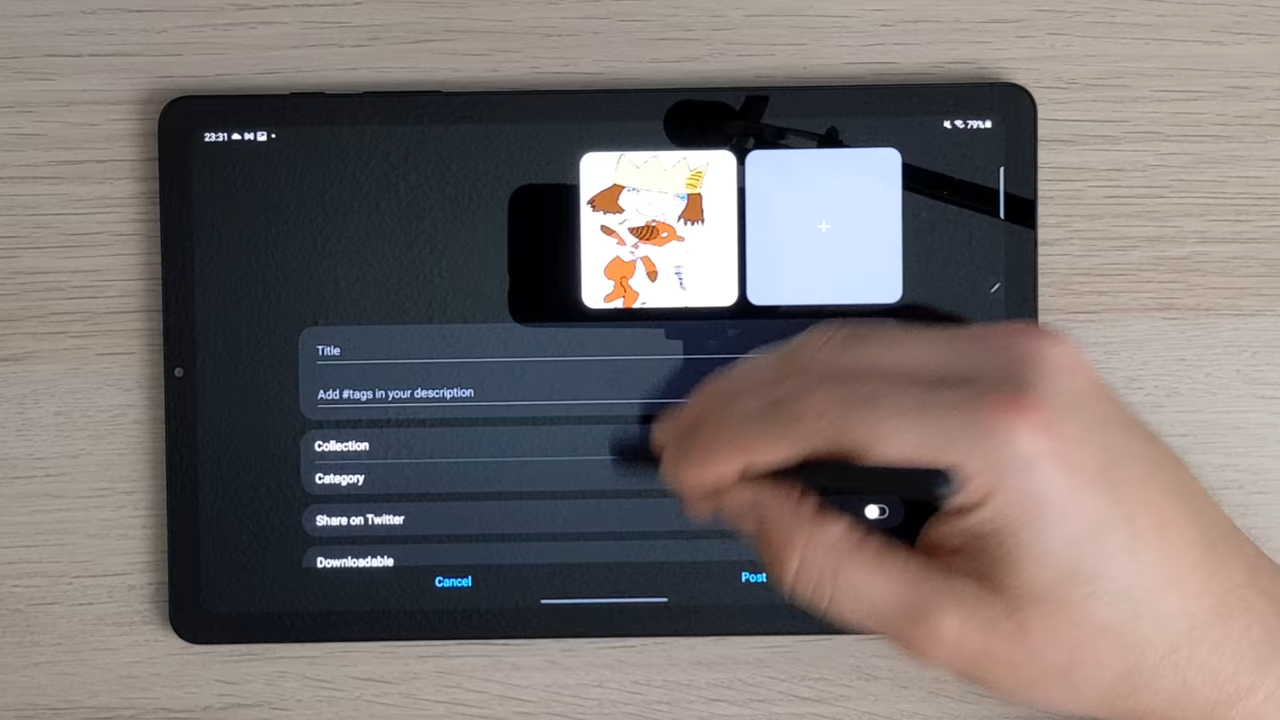 23:31
79%
Title
Add #tags in your description
Collection
Category
Share on Twitter
Downloadable
Cancel
Post